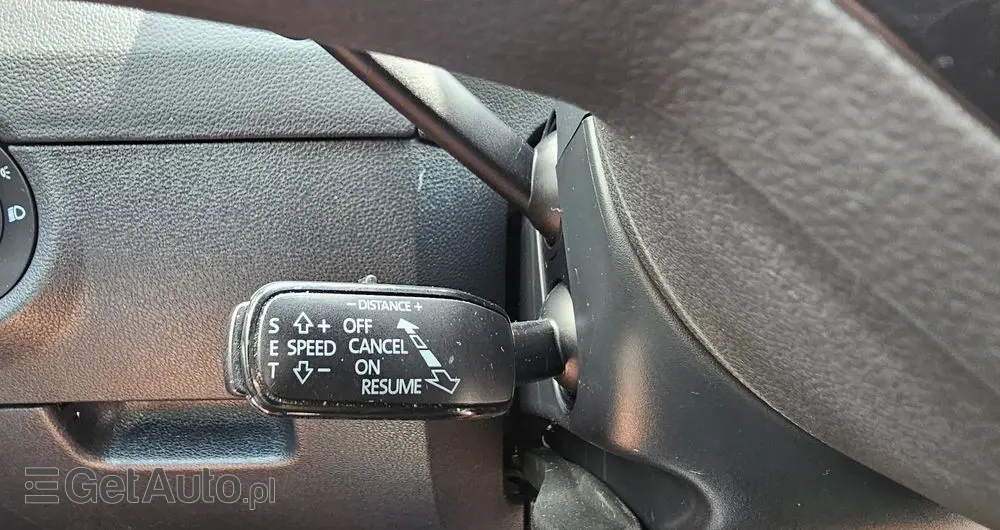 − DISTANCE +
S + OFF
E SPEED CANCEL
T − ON
RESUME
GetAuto.pl